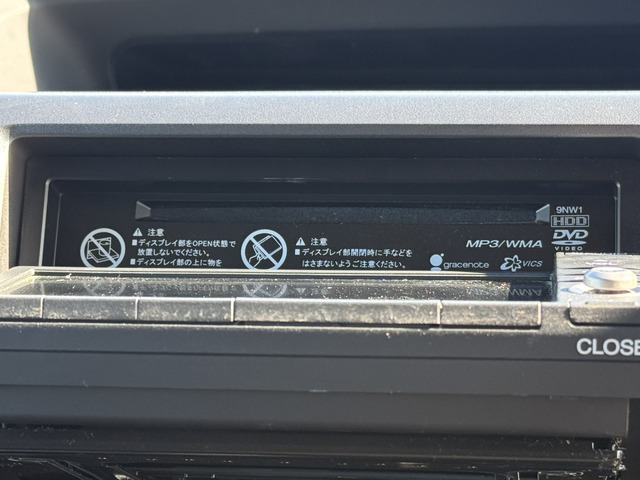 9NW1
HDD
DVD
VIDEO
⚠ 注意
■ディスプレイ部をOPEN状態で
放置しないでください。
■ディスプレイ部の上に物を
⚠ 注意
■ディスプレイ部開閉時に手などを
はさまないようご注意ください。
MP3/WMA
gracenote
VICS
CLOSE